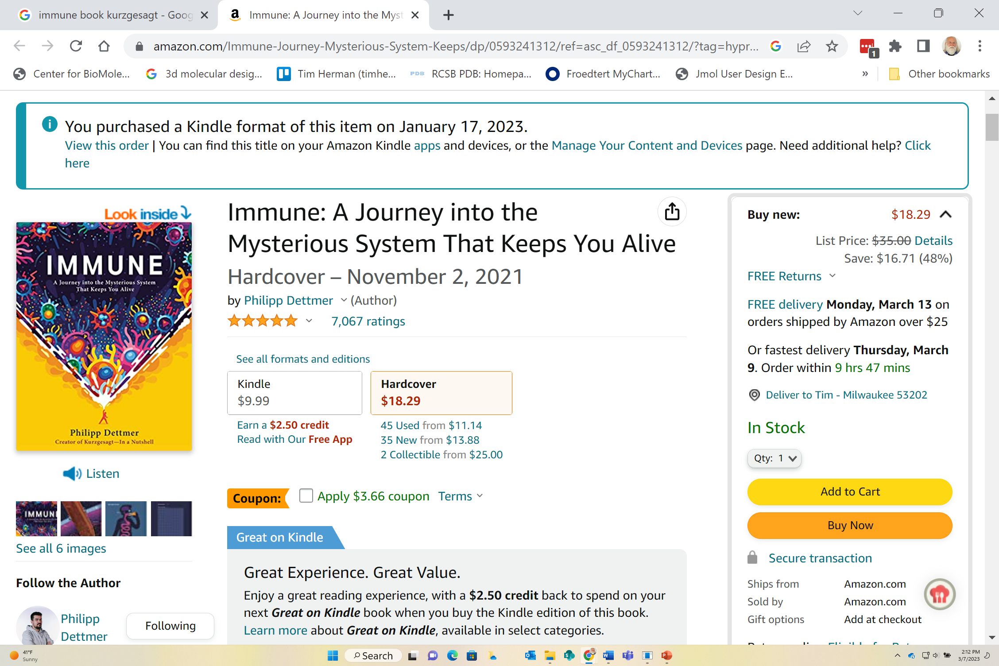 immune book kurzgesagt - Goog
Immune: A Journey into the Myst
amazon.com/Immune-Journey-Mysterious-System-Keeps/dp/0593241312/ref=asc_df_0593241312/?tag=hypr...
1
Center for BioMole...
3d molecular desig...
Tim Herman (timhe...
PDB
RCSB PDB: Homepa...
Froedtert MyChart...
Jmol User Design E...
»
Other bookmarks
You purchased a Kindle format of this item on January 17, 2023.
View this order | You can find this title on your Amazon Kindle apps and devices, or the Manage Your Content and Devices page. Need additional help? Click
here
Look inside
IMMUNE
A Journey into the Mysterious System
That Keeps You Alive
Philipp Dettmer
Creator of Kurzgesagt—In a Nutshell
Listen
IMMUN
See all 6 images
Follow the Author
Philipp
Dettmer
Following
Immune: A Journey into the
Mysterious System That Keeps You Alive
Hardcover – November 2, 2021
by Philipp Dettmer (Author)
7,067 ratings
See all formats and editions
Kindle
$9.99
Earn a $2.50 credit
Read with Our Free App
Hardcover
$18.29
45 Used from $11.14
35 New from $13.88
2 Collectible from $25.00
Coupon: Apply $3.66 coupon Terms
Great on Kindle
Great Experience. Great Value.
Enjoy a great reading experience, with a $2.50 credit back to spend on your
next Great on Kindle book when you buy the Kindle edition of this book.
Learn more about Great on Kindle, available in select categories.
Buy new: $18.29
List Price: $35.00 Details
Save: $16.71 (48%)
FREE Returns
FREE delivery Monday, March 13 on
orders shipped by Amazon over $25
Or fastest delivery Thursday, March
9. Order within 9 hrs 47 mins
Deliver to Tim - Milwaukee 53202
In Stock
Qty: 1
Add to Cart
Buy Now
Secure transaction
Ships from Amazon.com
Sold by Amazon.com
Gift options Add at checkout
41°F
Sunny
Search
2:12 PM
3/7/2023